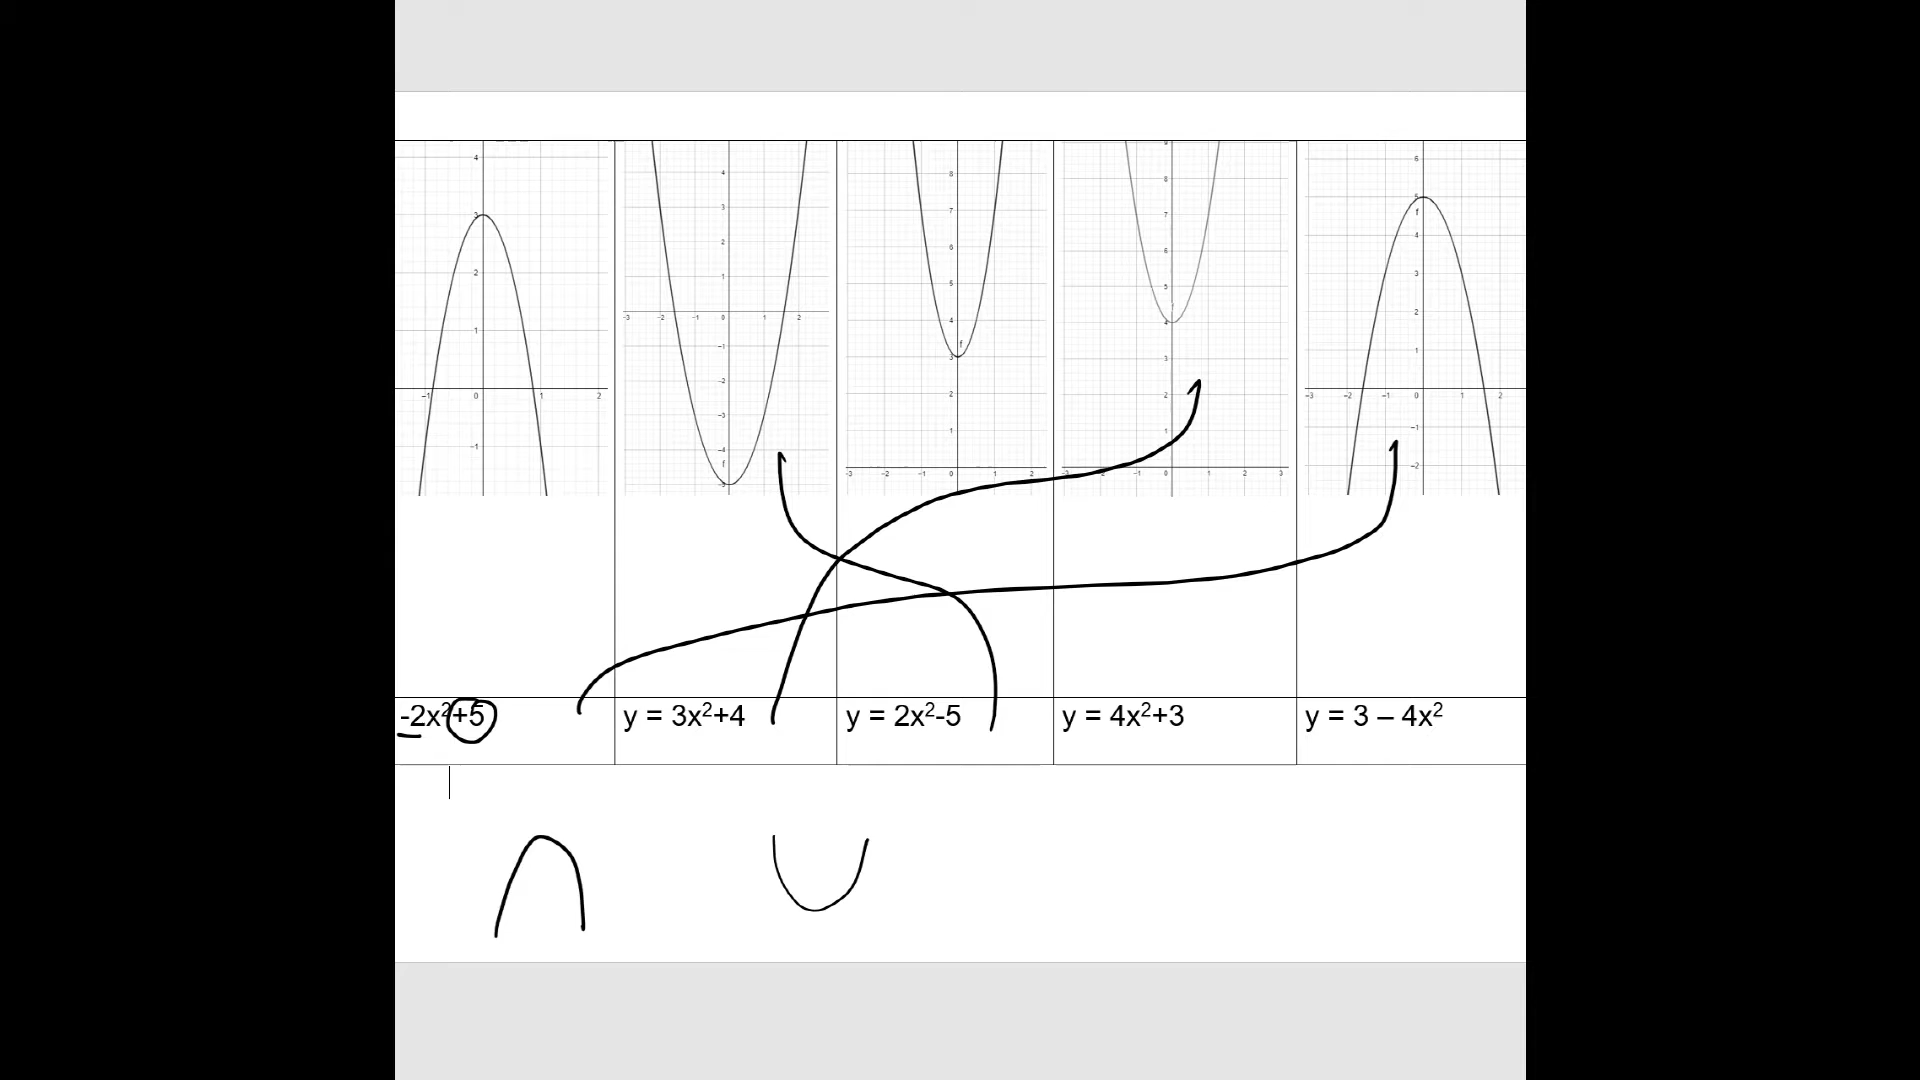 -2x²+5
y = 3x²+4
y = 2x²-5
y = 4x²+3
y = 3 – 4x²